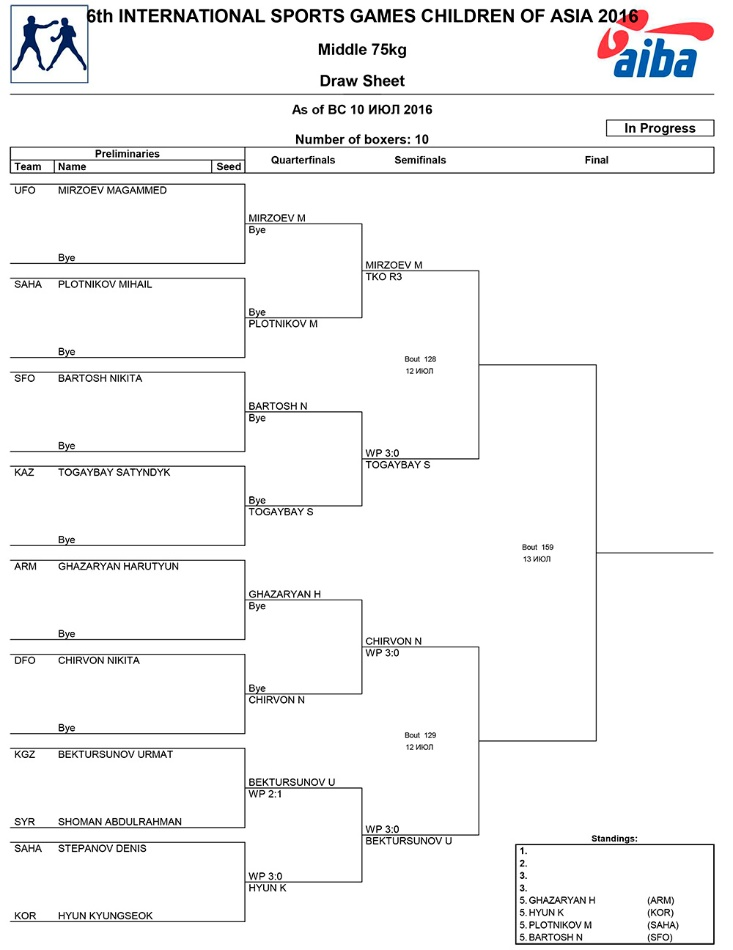 6th INTERNATIONAL SPORTS GAMES CHILDREN OF ASIA 2016
aiba
Middle 75kg
Draw Sheet
As of ВС 10 ИЮЛ 2016
In Progress
Number of boxers: 10
Preliminaries
Team Name Seed Quarterfinals Semifinals Final
UFO MIRZOEV MAGAMMED
MIRZOEV M
Bye
Bye
MIRZOEV M
TKO R3
SAHA PLOTNIKOV MIHAIL
Bye
PLOTNIKOV M
Bye
Bout 128
12 ИЮЛ
SFO BARTOSH NIKITA
BARTOSH N
Bye
Bye
WP 3:0
TOGAYBAY S
KAZ TOGAYBAY SATYNDYK
Bye
TOGAYBAY S
Bye
Bout 159
13 ИЮЛ
ARM GHAZARYAN HARUTYUN
GHAZARYAN H
Bye
Bye
CHIRVON N
WP 3:0
DFO CHIRVON NIKITA
Bye
CHIRVON N
Bye
Bout 129
12 ИЮЛ
KGZ BEKTURSUNOV URMAT
BEKTURSUNOV U
WP 2:1
SYR SHOMAN ABDULRAHMAN
WP 3:0
BEKTURSUNOV U
SAHA STEPANOV DENIS
WP 3:0
HYUN K
KOR HYUN KYUNGSEOK
Standings:
1.
2.
3.
3.
5. GHAZARYAN H (ARM)
5. HYUN K (KOR)
5. PLOTNIKOV M (SAHA)
5. BARTOSH N (SFO)